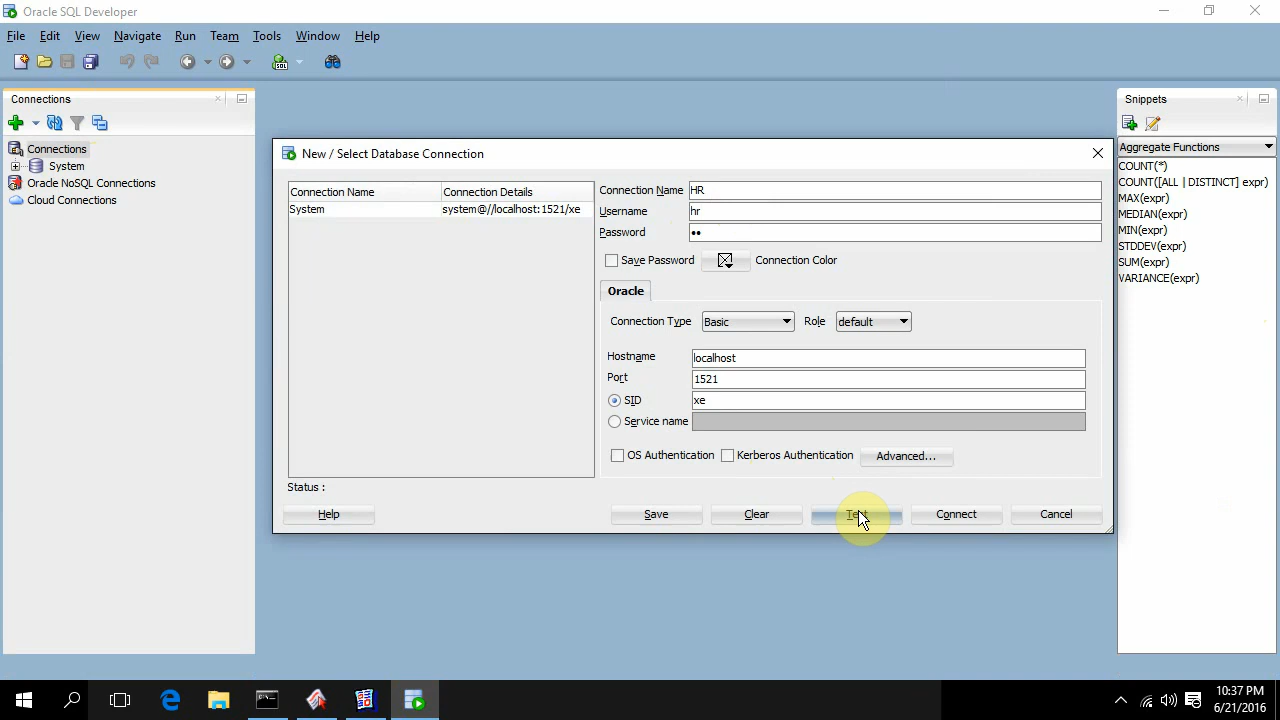 Oracle SQL Developer
File Edit View Navigate Run Team Tools Window Help
Connections
Connections
System
Oracle NoSQL Connections
Cloud Connections
New / Select Database Connection
Connection Name Connection Details
System system@//localhost:1521/xe
Connection Name HR
Username hr
Password ••
Save Password Connection Color
Oracle
Connection Type Basic Role default
Hostname localhost
Port 1521
SID xe
Service name
OS Authentication Kerberos Authentication Advanced...
Status :
Help Save Clear Test Connect Cancel
Snippets
Aggregate Functions
COUNT(*)
COUNT([ALL | DISTINCT] expr)
MAX(expr)
MEDIAN(expr)
MIN(expr)
STDDEV(expr)
SUM(expr)
VARIANCE(expr)
SQL
10:37 PM
6/21/2016